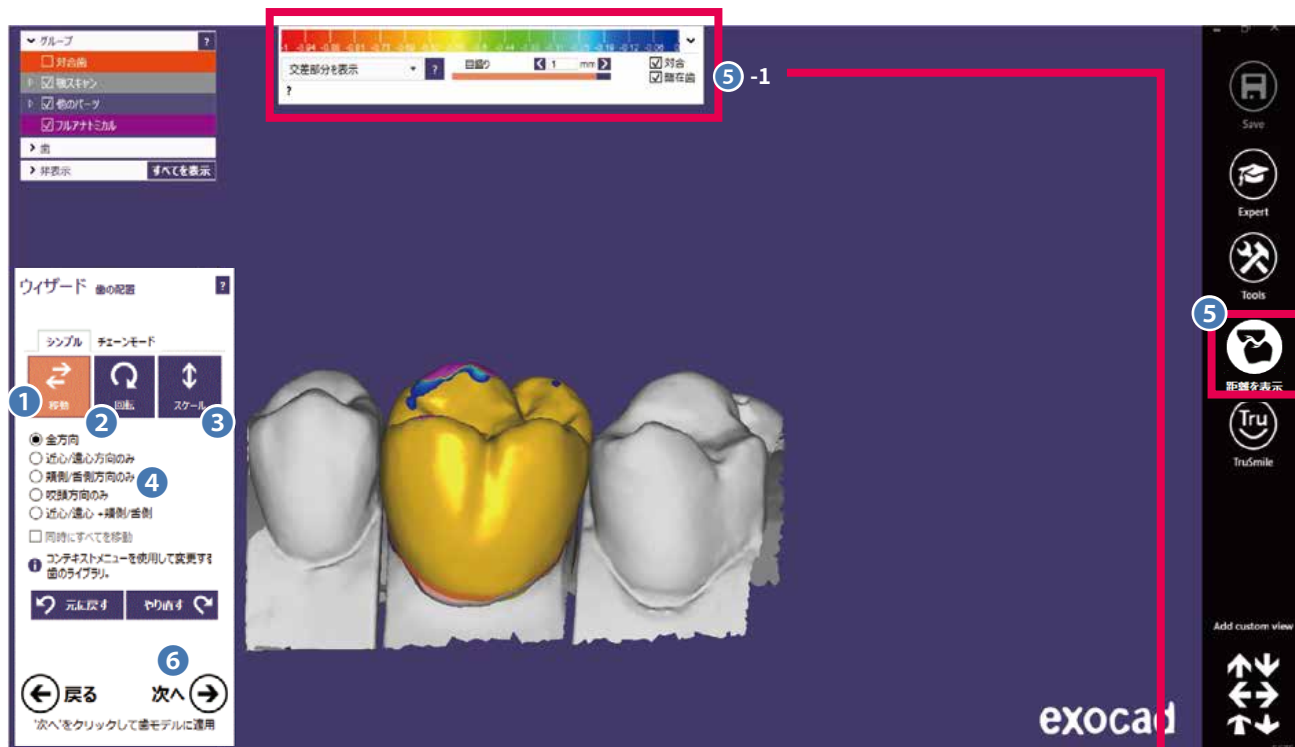 グループ ?
対合歯
顎スキャン
他のパーツ
フルアナトミカル
歯
非表示 すべてを表示
交差部分を表示 ? 目盛り 1 mm 対合
隣在歯
?
5 -1
Save
Expert
Tools
5
距離を表示
Tru
TruSmile
Add custom view
ウィザード 歯の配置 ?
シンプル チェーンモード
移動 回転 スケール
1 2 3
全方向
近心/遠心方向のみ
頬側/舌側方向のみ
4
咬頭方向のみ
近心/遠心 +頬側/舌側
同時にすべてを移動
コンテキストメニューを使用して変更する
歯のライブラリ。
元に戻す やり直す
6
戻る 次へ
'次へ'をクリックして歯モデルに適用
exocad